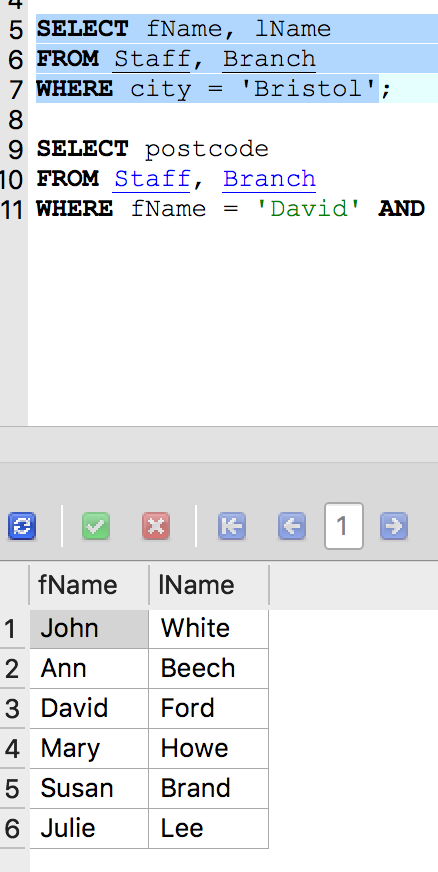 4
5 SELECT fName, lName
6 FROM Staff, Branch
7 WHERE city = 'Bristol';
8
9 SELECT postcode
10 FROM Staff, Branch
11 WHERE fName = 'David' AND
1
fName lName
1 John White
2 Ann Beech
3 David Ford
4 Mary Howe
5 Susan Brand
6 Julie Lee